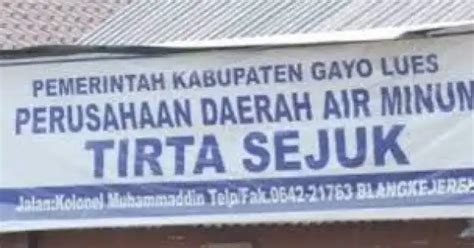 PEMERINTAH KABUPATEN GAYO LUES
PERUSAHAAN DAERAH AIR MINUM
TIRTA SEJUK
Jalan:Kolonel Muhammaddin Telp/Fak.0642-21763 BLANGKEJEREN